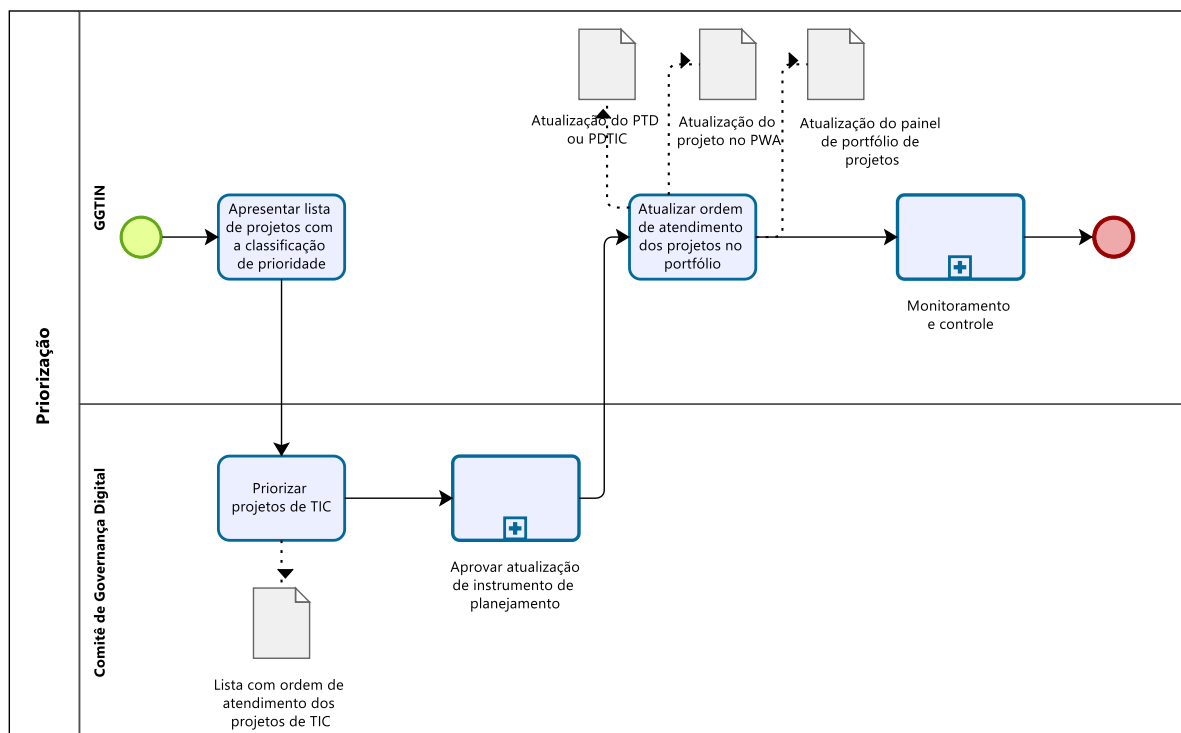 Priorização
GGTIN
Apresentar lista
de projetos com
a classificação
de prioridade
Atualização do PTD
ou PDTIC
Atualização do
projeto no PWA
Atualização do painel
de portfólio de
projetos
Atualizar ordem
de atendimento
dos projetos no
portfólio
Monitoramento
e controle
Comitê de Governança Digital
Priorizar
projetos de TIC
Aprovar atualização
de instrumento de
planejamento
Lista com ordem de
atendimento dos
projetos de TIC